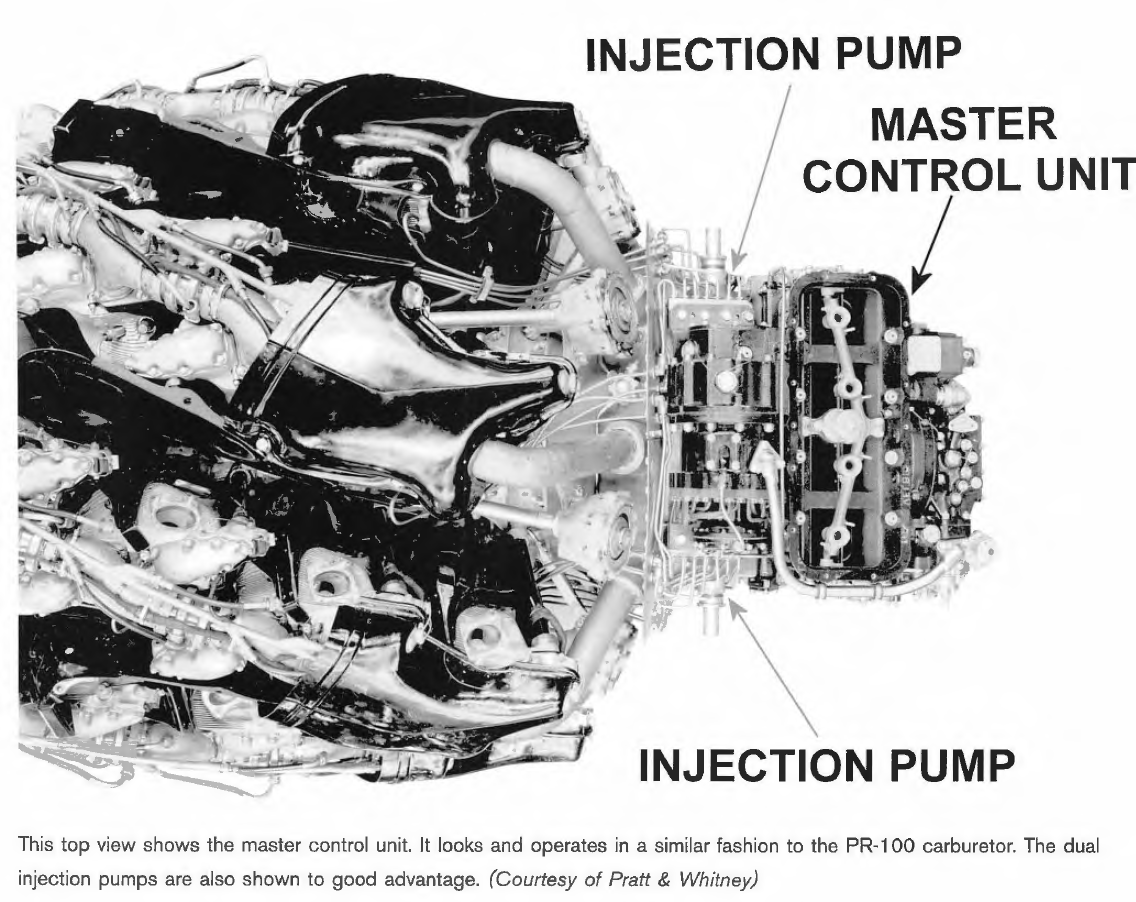 INJECTION PUMP
MASTER
CONTROL UNIT
INJECTION PUMP
This top view shows the master control unit. It looks and operates in a similar fashion to the PR-100 carburetor. The dual
injection pumps are also shown to good advantage. (Courtesy of Pratt & Whitney)